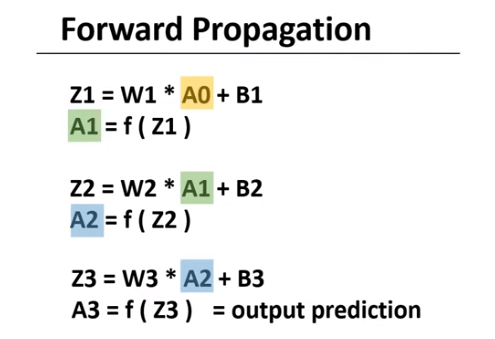 Forward Propagation
Z1 = W1 * A0 + B1
A1 = f ( Z1 )
Z2 = W2 * A1 + B2
A2 = f ( Z2 )
Z3 = W3 * A2 + B3
A3 = f ( Z3 ) = output prediction